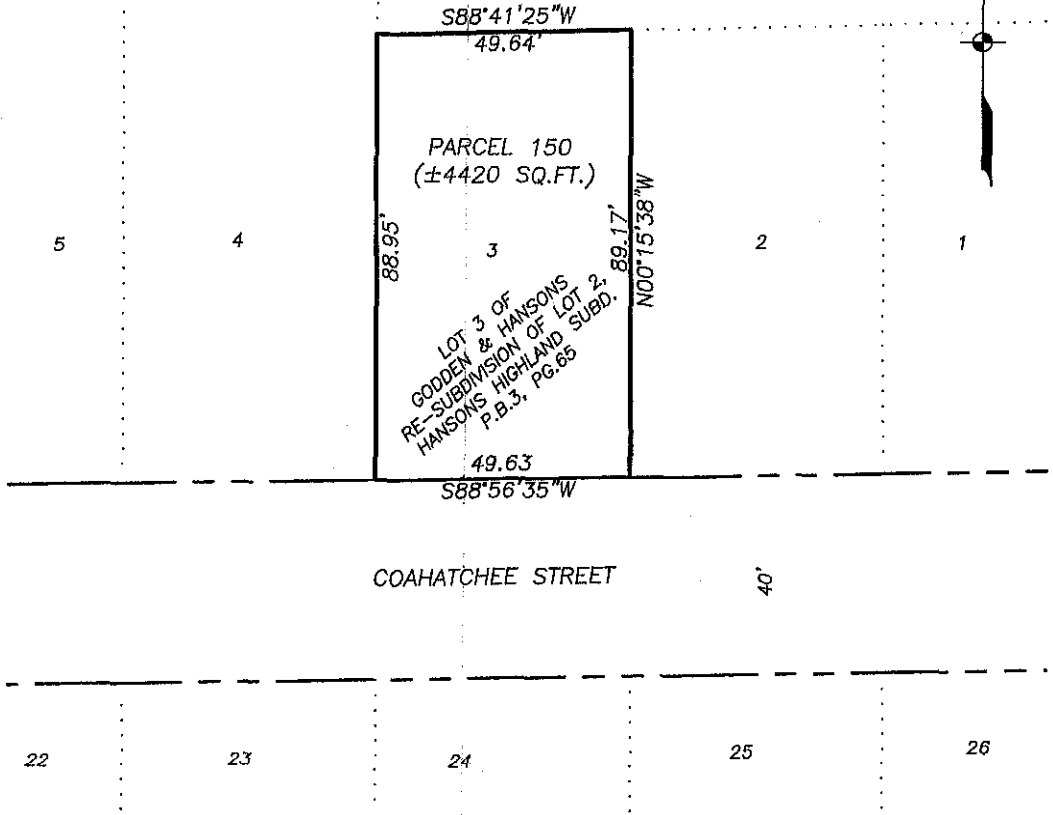 S88°41'25"W
49.64'
PARCEL 150
(±4420 SQ.FT.)
5
4
3
2
1
88.95'
89.17'
N00°15'38"W
LOT 3 OF
GODDEN & HANSONS
RE-SUBDIVISION OF LOT 2,
HANSONS HIGHLAND SUBD.
P.B.3, PG.65
49.63
S88°56'35"W
COAHATCHEE STREET
40'
22
23
24
25
26